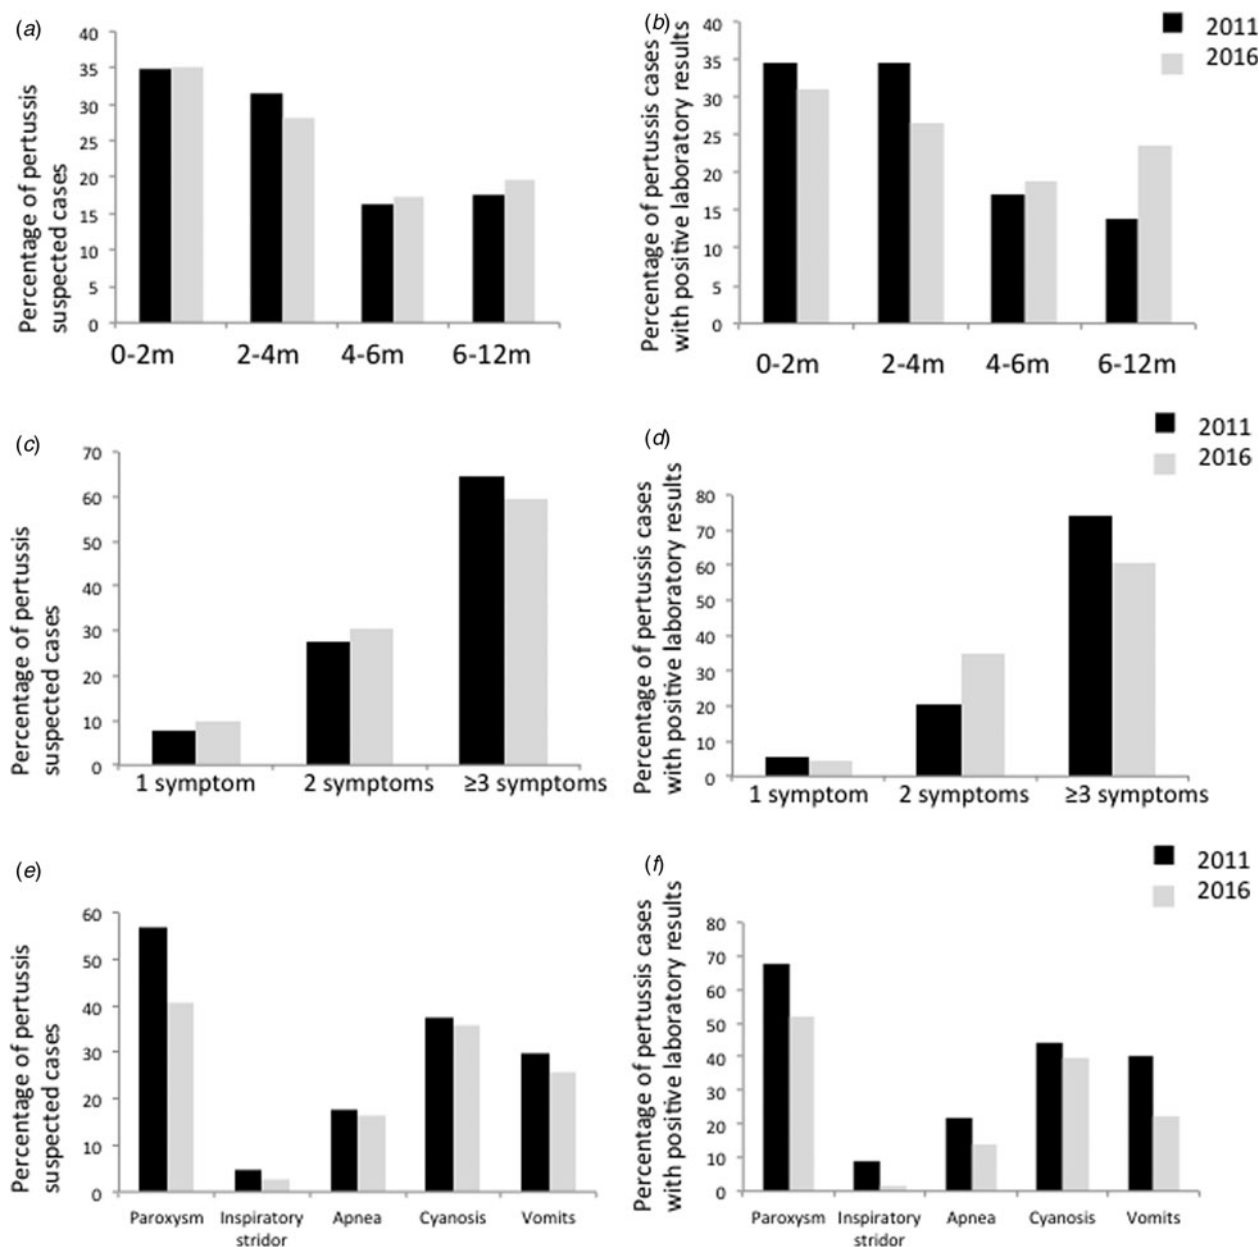 (a)
Percentage of pertussis
suspected cases
40
35
30
25
20
15
10
5
0
0-2m 2-4m 4-6m 6-12m
(b)
Percentage of pertussis cases
with positive laboratory results
40
35
30
25
20
15
10
5
0
0-2m 2-4m 4-6m 6-12m
2011
2016
(c)
Percentage of pertussis
suspected cases
70
60
50
40
30
20
10
0
1 symptom 2 symptoms ≥3 symptoms
(d)
Percentage of pertussis cases
with positive laboratory results
80
70
60
50
40
30
20
10
0
1 symptom 2 symptoms ≥3 symptoms
2011
2016
(e)
Percentage of pertussis
suspected cases
60
50
40
30
20
10
0
Paroxysm Inspiratory Apnea Cyanosis Vomits
stridor
(f)
Percentage of pertussis cases
with positive laboratory results
80
70
60
50
40
30
20
10
0
Paroxysm Inspiratory Apnea Cyanosis Vomits
stridor
2011
2016